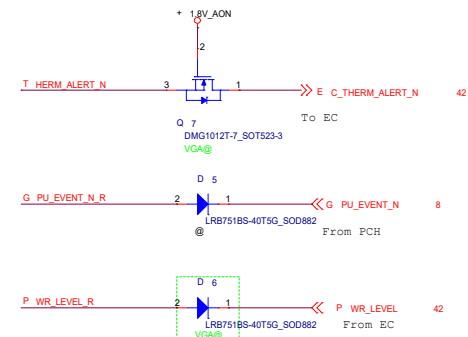 + 1.8V_AON
2
T HERM_ALERT_N 3 1 E C_THERM_ALERT_N 42
To EC
Q 7
DMG1012T-7_SOT523-3
VGA@
D 5
G PU_EVENT_N_R 2 1 G PU_EVENT_N 8
LRB751BS-40T5G_SOD882
@ From PCH
D 6
P WR_LEVEL_R 2 1 P WR_LEVEL 42
LRB751BS-40T5G_SOD882 From EC
VGA@